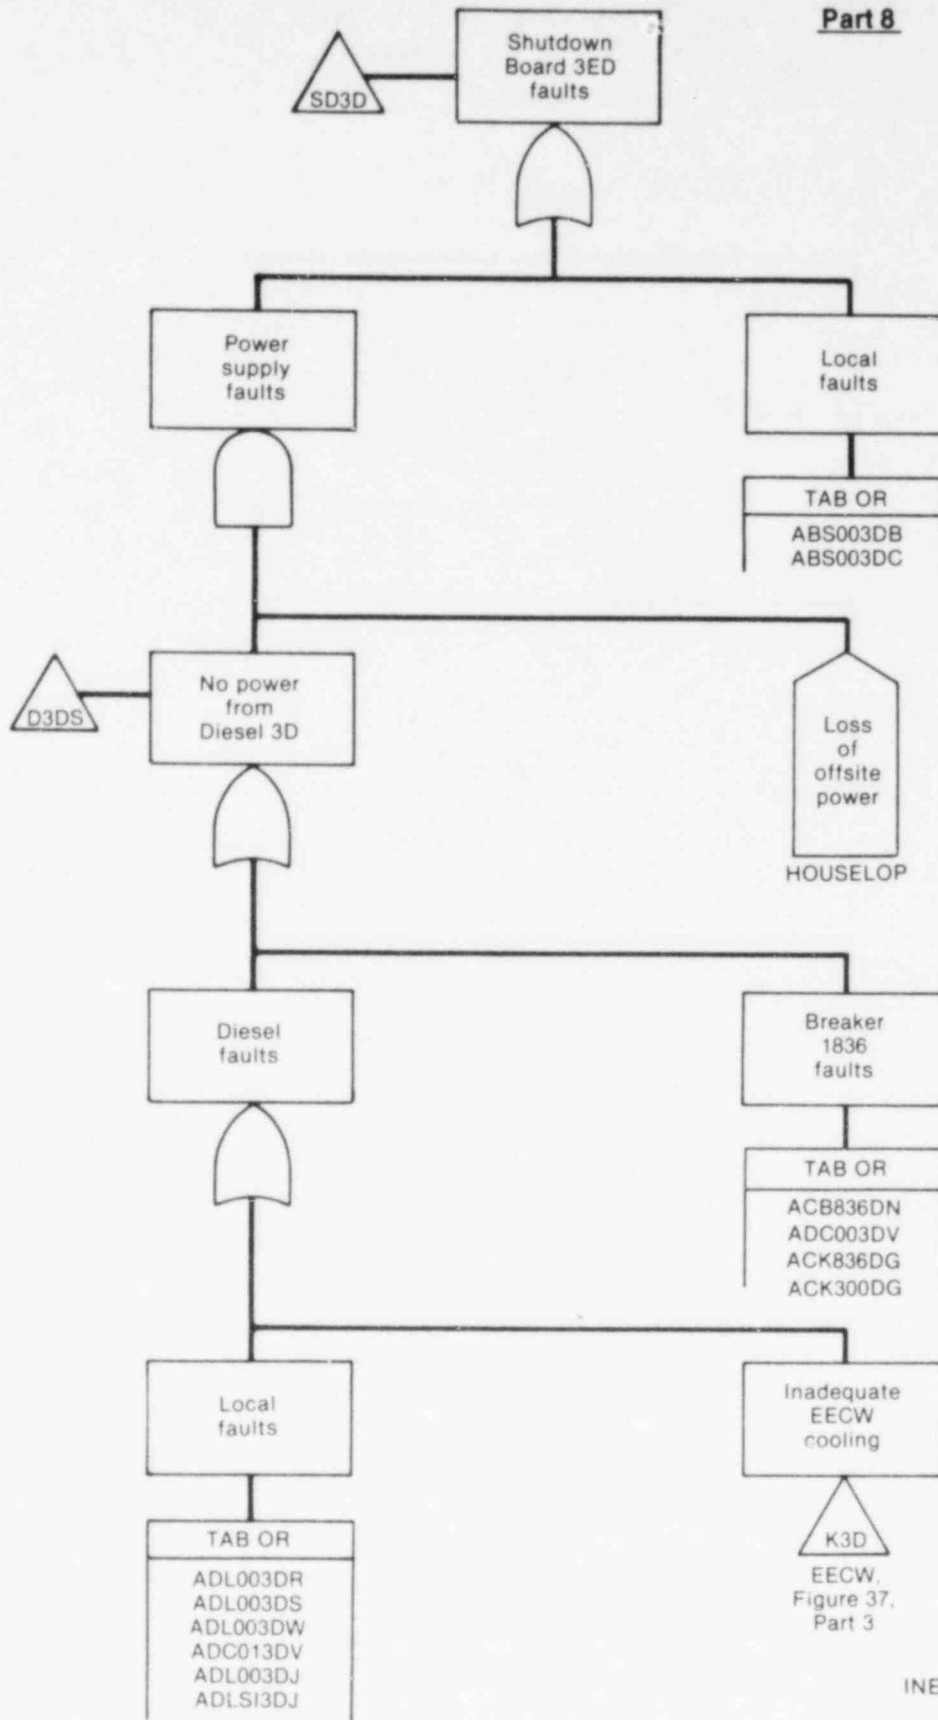 Part 8
Shutdown
Board 3ED
faults
SD3D
Power
supply
faults
Local
faults
TAB OR
ABS003DB
ABS003DC
D3DS
No power
from
Diesel 3D
Loss
of
offsite
power
HOUSELOP
Diesel
faults
Breaker
1836
faults
TAB OR
ACB836DN
ADC003DV
ACK836DG
ACK300DG
Local
faults
Inadequate
EECW
cooling
TAB OR
ADL003DR
ADL003DS
ADL003DW
ADC013DV
ADL003DJ
ADLSI3DJ
K3D
EECW,
Figure 37,
Part 3
INE